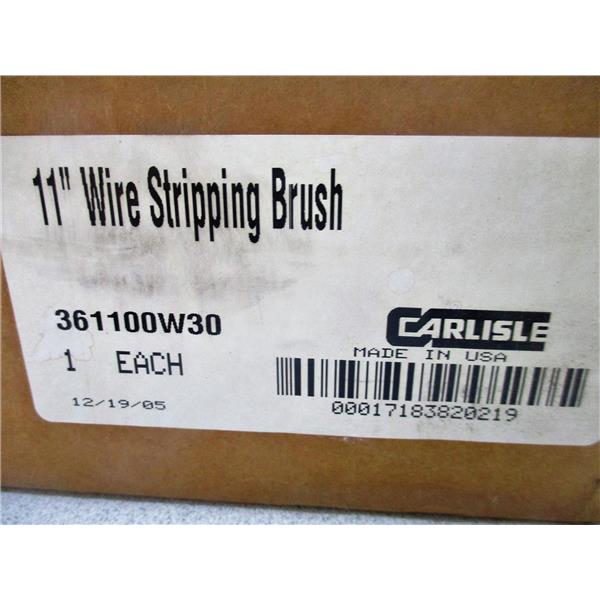 11" Wire Stripping Brush
361100W30
CARLISLE
1 EACH
MADE IN USA
12/19/05
00017183820219